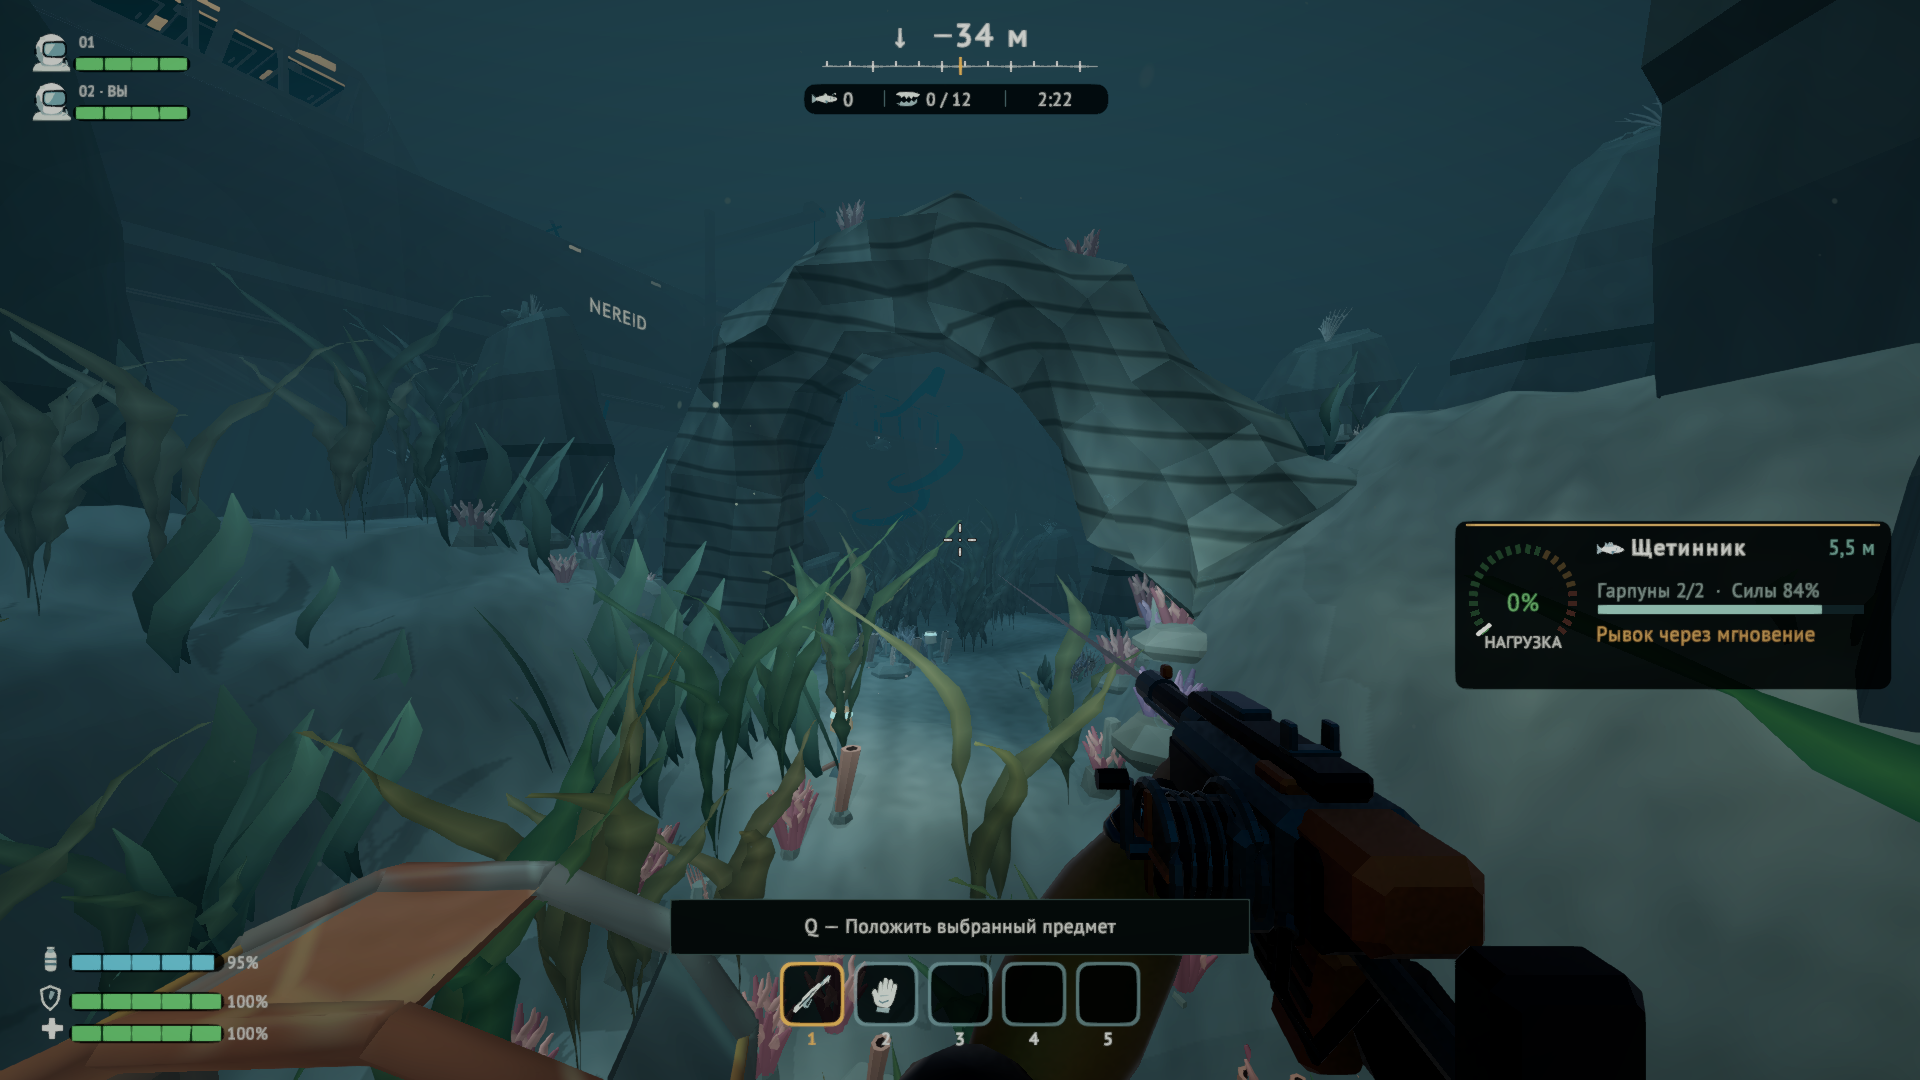 01
02 · ВЫ
↓ −34 м
0 | 0 / 12 | 2:22
NEREID
Щетинник 5,5 м
Гарпуны 2/2 · Силы 84%
0%
Рывок через мгновение
НАГРУЗКА
Q — Положить выбранный предмет
95%
100%
100%
1 2 3 4 5